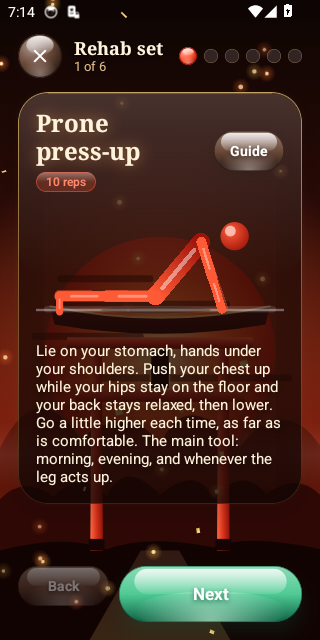 7:14
Rehab set
1 of 6
Prone
press-up
Guide
10 reps
Lie on your stomach, hands under
your shoulders. Push your chest up
while your hips stay on the floor and
your back stays relaxed, then lower.
Go a little higher each time, as far as
is comfortable. The main tool:
morning, evening, and whenever the
leg acts up.
Back
Next